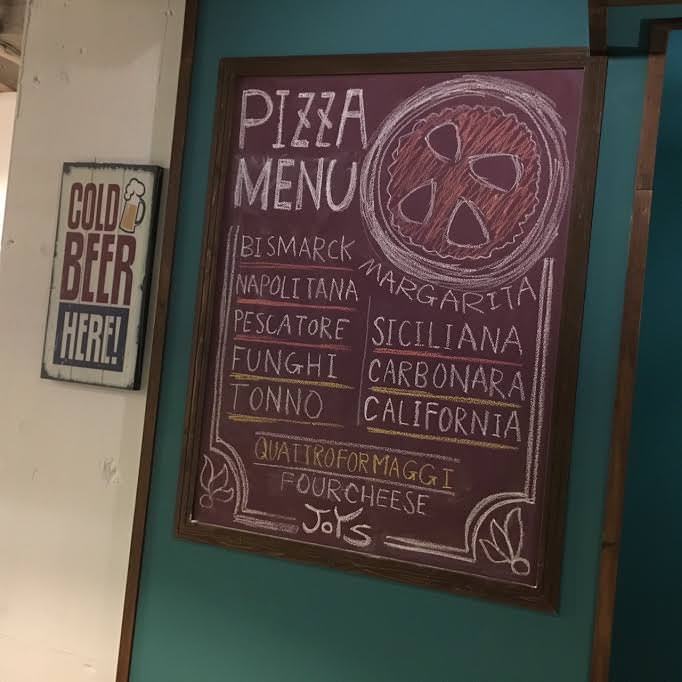 COLD
BEER
HERE!
PIZZA
MENU
MARGARITA
BISMARCK
NAPOLITANA
PESCATORE
FUNGHI
TONNO
SICILIANA
CARBONARA
CALIFORNIA
QUATTROFORMAGGI
FOURCHEESE
JOYS